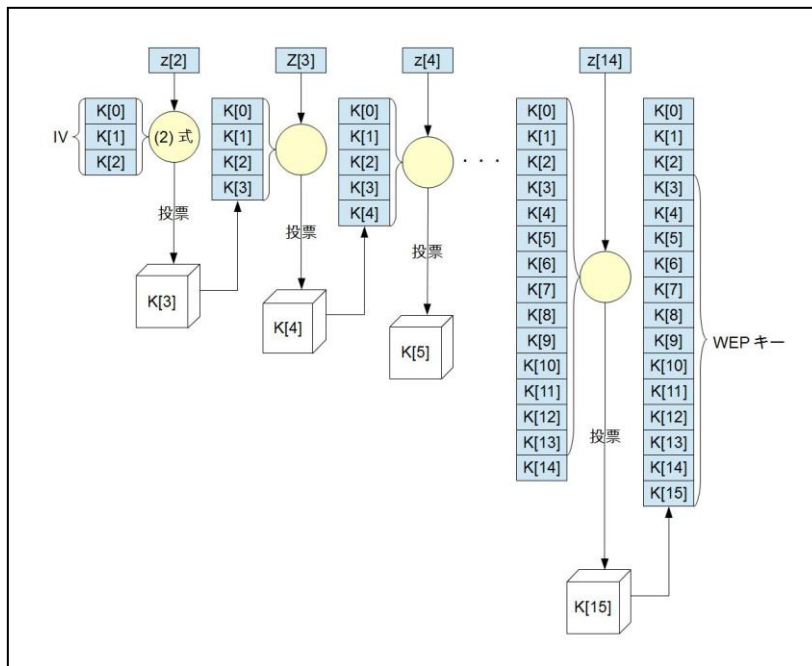 z[2]
Z[3]
z[4]
z[14]
IV
K[0]
K[1]
K[2]
(2) 式
投票
K[3]
K[0]
K[1]
K[2]
K[3]
投票
K[4]
K[0]
K[1]
K[2]
K[3]
K[4]
投票
K[5]
· · ·
K[0]
K[1]
K[2]
K[3]
K[4]
K[5]
K[6]
K[7]
K[8]
K[9]
K[10]
K[11]
K[12]
K[13]
K[14]
投票
K[15]
K[0]
K[1]
K[2]
K[3]
K[4]
K[5]
K[6]
K[7]
K[8]
K[9]
K[10]
K[11]
K[12]
K[13]
K[14]
K[15]
WEP キー